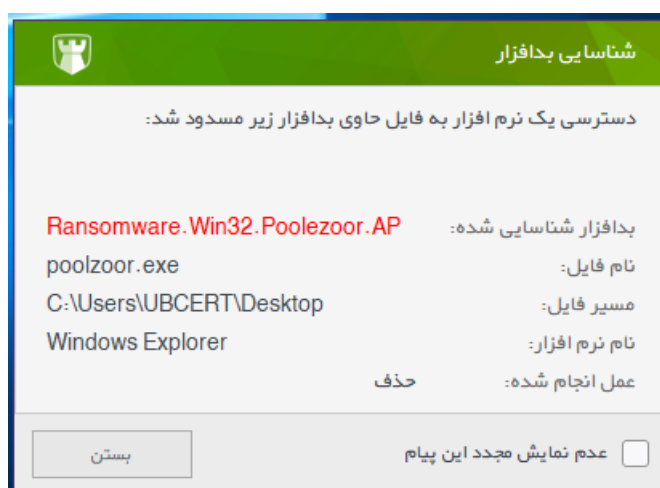 شناسایی بدافزار
دسترسی یک نرم افزار به فایل حاوی بدافزار زیر مسدود شد:
بدافزار شناسایی شده: Ransomware.Win32.Poolezoor.AP
نام فایل: poolzoor.exe
مسیر فایل: C:\Users\UBCERT\Desktop
نام نرم افزار: Windows Explorer
عمل انجام شده: حذف
عدم نمایش مجدد این پیام
بستن